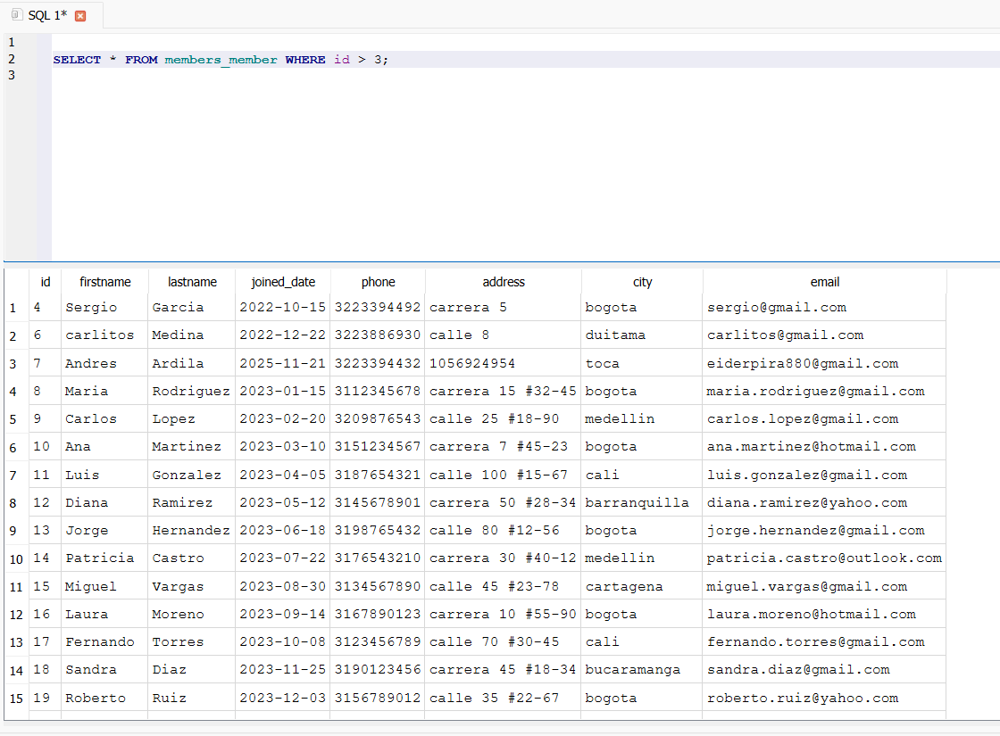 SQL 1*
1
2 SELECT * FROM members_member WHERE id > 3;
3
id firstname lastname joined_date phone address city email
1 4 Sergio Garcia 2022-10-15 3223394492 carrera 5 bogota sergio@gmail.com
2 6 carlitos Medina 2022-12-22 3223886930 calle 8 duitama carlitos@gmail.com
3 7 Andres Ardila 2025-11-21 3223394432 1056924954 toca eiderpira880@gmail.com
4 8 Maria Rodriguez 2023-01-15 3112345678 carrera 15 #32-45 bogota maria.rodriguez@gmail.com
5 9 Carlos Lopez 2023-02-20 3209876543 calle 25 #18-90 medellin carlos.lopez@gmail.com
6 10 Ana Martinez 2023-03-10 3151234567 carrera 7 #45-23 bogota ana.martinez@hotmail.com
7 11 Luis Gonzalez 2023-04-05 3187654321 calle 100 #15-67 cali luis.gonzalez@gmail.com
8 12 Diana Ramirez 2023-05-12 3145678901 carrera 50 #28-34 barranquilla diana.ramirez@yahoo.com
9 13 Jorge Hernandez 2023-06-18 3198765432 calle 80 #12-56 bogota jorge.hernandez@gmail.com
10 14 Patricia Castro 2023-07-22 3176543210 carrera 30 #40-12 medellin patricia.castro@outlook.com
11 15 Miguel Vargas 2023-08-30 3134567890 calle 45 #23-78 cartagena miguel.vargas@gmail.com
12 16 Laura Moreno 2023-09-14 3167890123 carrera 10 #55-90 bogota laura.moreno@hotmail.com
13 17 Fernando Torres 2023-10-08 3123456789 calle 70 #30-45 cali fernando.torres@gmail.com
14 18 Sandra Diaz 2023-11-25 3190123456 carrera 45 #18-34 bucaramanga sandra.diaz@gmail.com
15 19 Roberto Ruiz 2023-12-03 3156789012 calle 35 #22-67 bogota roberto.ruiz@yahoo.com